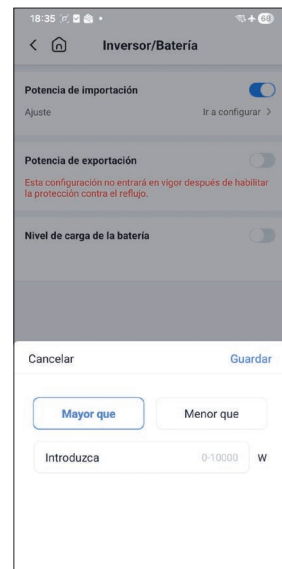 18:35
68
Inversor/Batería
Potencia de importación
Ajuste
Ir a configurar >
Potencia de exportación
Esta configuración no entrará en vigor después de habilitar
la protección contra el reflujo.
Nivel de carga de la batería
Cancelar
Guardar
Mayor que
Menor que
Introduzca
0-10000
W